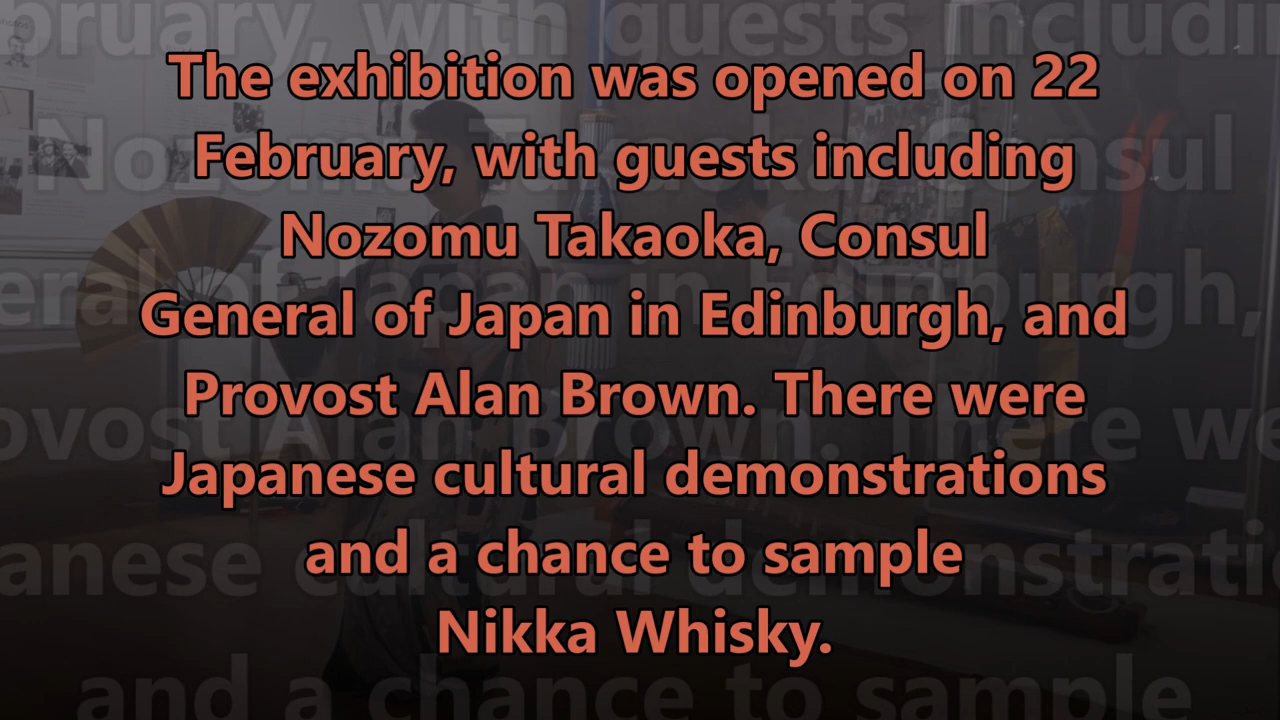 The exhibition was opened on 22
February, with guests including
Nozomu Takaoka, Consul
General of Japan in Edinburgh, and
Provost Alan Brown. There were
Japanese cultural demonstrations
and a chance to sample
Nikka Whisky.